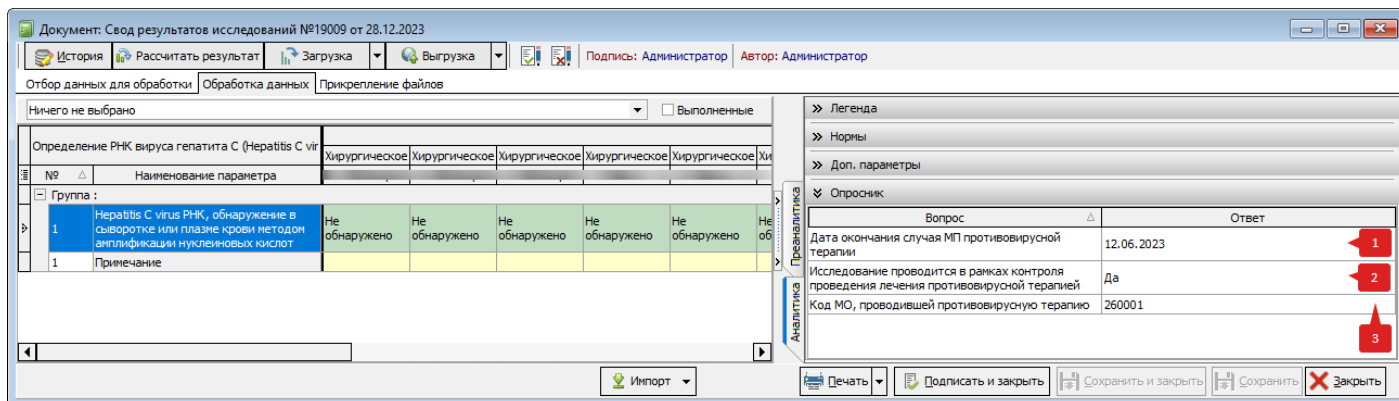 Документ: Свод результатов исследований №19009 от 28.12.2023
История Рассчитать результат Загрузка Выгрузка Подпись: Администратор Автор: Администратор
Отбор данных для обработки Обработка данных Прикрепление файлов
Ничего не выбрано Выполненные
Определение РНК вируса гепатита C (Hepatitis C vir
Хирургическое Хирургическое Хирургическое Хирургическое Хирургическое Хи
№ Наименование параметра
Группа :
1 Hepatitis C virus РНК, обнаружение в
сыворотке или плазме крови методом
амплификации нуклеиновых кислот
Не обнаружено Не обнаружено Не обнаружено Не обнаружено Не обнаружено Не об
1 Примечание
Преаналитика
Аналитика
Легенда
Нормы
Доп. параметры
Опросник
Вопрос Ответ
Дата окончания случая МП противовирусной
терапии
12.06.2023 1
Исследование проводится в рамках контроля
проведения лечения противовирусной терапией
Да 2
Код МО, проводившей противовирусную терапию 260001
3
Импорт Печать Подписать и закрыть Сохранить и закрыть Сохранить Закрыть